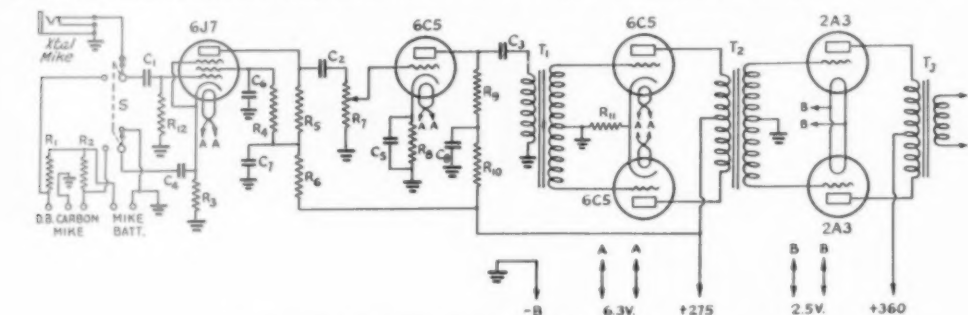 Xtal
Mike
6J7
6C5
6C5
2A3
C1
C2
C3
T1
T2
T3
S
C6
R12
R4
R5
R7
R9
R11
B
B
A A
A A
A A
A A
R1
R2
C4
C7
C5
R8
C8
R3
R6
R10
D.B. CARBON
MIKE
MIKE
BATT.
6C5
2A3
A A
B B
-B
6.3V.
+275
2.5V.
+360